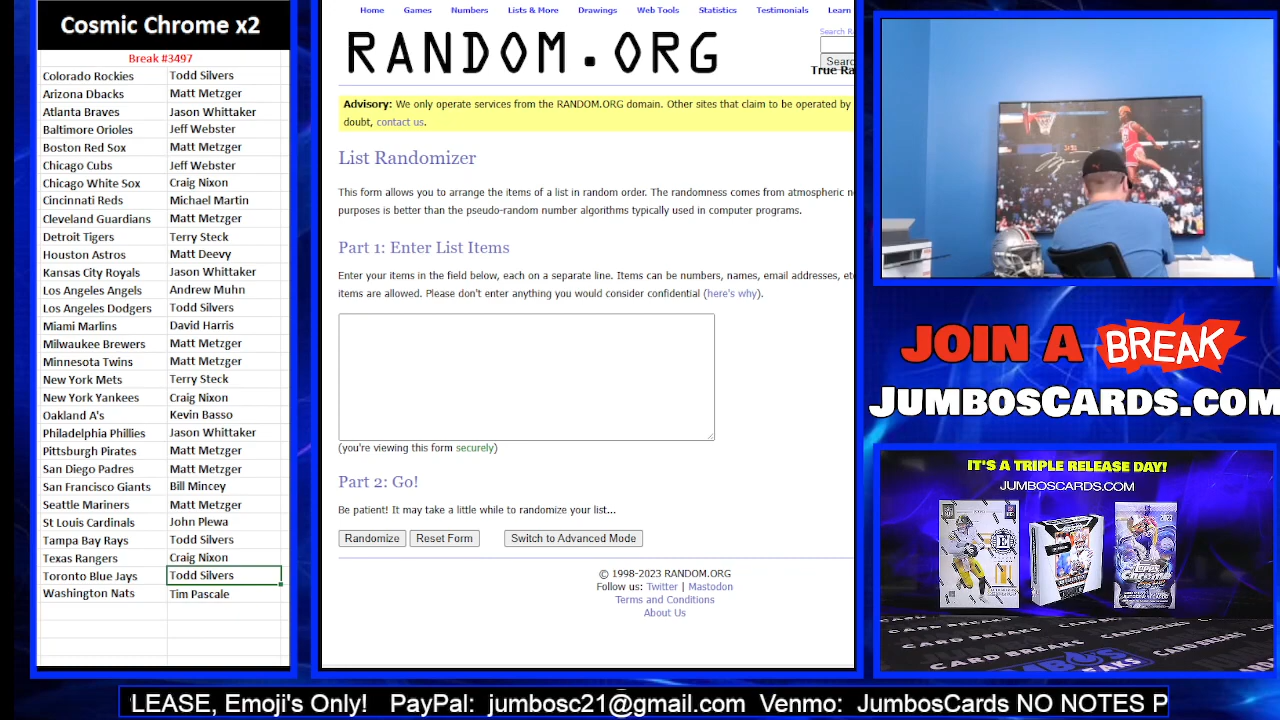 Cosmic Chrome x2
Break #3497
Colorado Rockies Todd Silvers
Arizona Dbacks Matt Metzger
Atlanta Braves Jason Whittaker
Baltimore Orioles Jeff Webster
Boston Red Sox Matt Metzger
Chicago Cubs Jeff Webster
Chicago White Sox Craig Nixon
Cincinnati Reds Michael Martin
Cleveland Guardians Matt Metzger
Detroit Tigers Terry Steck
Houston Astros Matt Deevy
Kansas City Royals Jason Whittaker
Los Angeles Angels Andrew Muhn
Los Angeles Dodgers Todd Silvers
Miami Marlins David Harris
Milwaukee Brewers Matt Metzger
Minnesota Twins Matt Metzger
New York Mets Terry Steck
New York Yankees Craig Nixon
Oakland A's Kevin Basso
Philadelphia Phillies Jason Whittaker
Pittsburgh Pirates Matt Metzger
San Diego Padres Matt Metzger
San Francisco Giants Bill Mincey
Seattle Mariners Matt Metzger
St Louis Cardinals John Plewa
Tampa Bay Rays Todd Silvers
Texas Rangers Craig Nixon
Toronto Blue Jays Todd Silvers
Washington Nats Tim Pascale
Home Games Numbers Lists & More Drawings Web Tools Statistics Testimonials Learn
RANDOM.ORG
Search R
Searc
True Ra
Advisory: We only operate services from the RANDOM.ORG domain. Other sites that claim to be operated by
doubt, contact us.
List Randomizer
This form allows you to arrange the items of a list in random order. The randomness comes from atmospheric n
purposes is better than the pseudo-random number algorithms typically used in computer programs.
Part 1: Enter List Items
Enter your items in the field below, each on a separate line. Items can be numbers, names, email addresses, etc
items are allowed. Please don't enter anything you would consider confidential (here's why).
(you're viewing this form securely)
Part 2: Go!
Be patient! It may take a little while to randomize your list...
Randomize Reset Form Switch to Advanced Mode
© 1998-2023 RANDOM.ORG
Follow us: Twitter | Mastodon
Terms and Conditions
About Us
JOIN A BREAK
JUMBOSCARDS.COM
IT'S A TRIPLE RELEASE DAY!
JUMBOSCARDS.COM
CARD BREAKS
LEASE, Emoji's Only! PayPal: jumbosc21@gmail.com Venmo: JumbosCards NO NOTES P